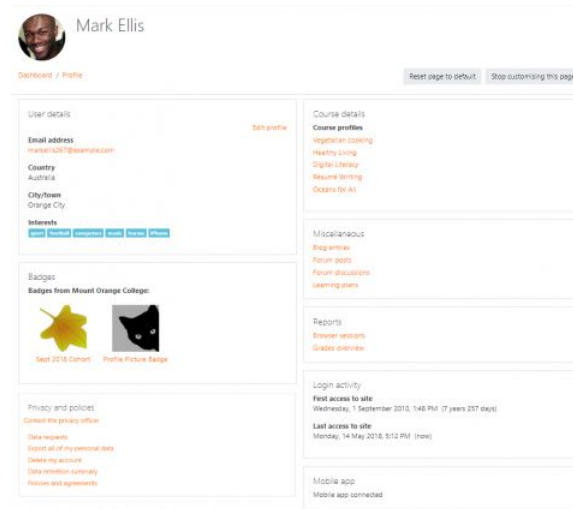 Mark Ellis
Dashboard / Profile
Reset page to default
Stop customising this page
User details
Edit profile
Email address
markellis267@example.com
Country
Australia
City/town
Orange City
Interests
sport football computers music horses iPhone
Badges
Badges from Mount Orange College:
Sept 2018 Cohort
Profile Picture Badge
Privacy and policies
Contact the privacy officer
Data requests
Export all of my personal data
Delete my account
Data retention summary
Policies and agreements
Course details
Course profiles
Vegetarian cooking
Healthy Living
Digital Literacy
Résumé Writing
Oceans for All
Miscellaneous
Blog entries
Forum posts
Forum discussions
Learning plans
Reports
Browser sessions
Grades overview
Login activity
First access to site
Wednesday, 1 September 2010, 1:48 PM (7 years 257 days)
Last access to site
Monday, 14 May 2018, 5:12 PM (now)
Mobile app
Mobile app connected